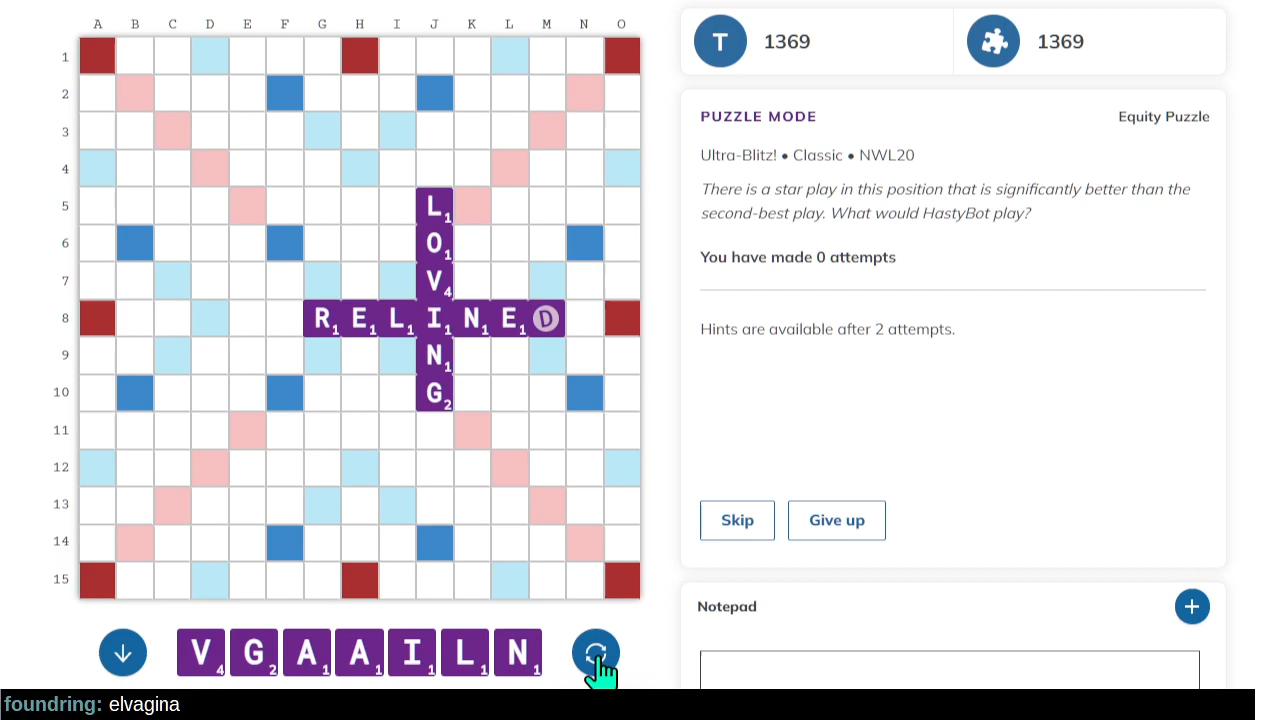 A B C D E F G H I J K L M N O
T 1369
1369
1
2
PUZZLE MODE
Equity Puzzle
3
Ultra-Blitz! • Classic • NWL20
4
There is a star play in this position that is significantly better than the
second-best play. What would HastyBot play?
5 L1
6 O1
You have made 0 attempts
7 V4
8 R1 E1 L1 I1 N1 E1 D
Hints are available after 2 attempts.
9 N1
10 G2
11
12
13
Skip
Give up
14
15
Notepad
+
V4 G2 A1 A1 I1 L1 N1
foundring: elvagina